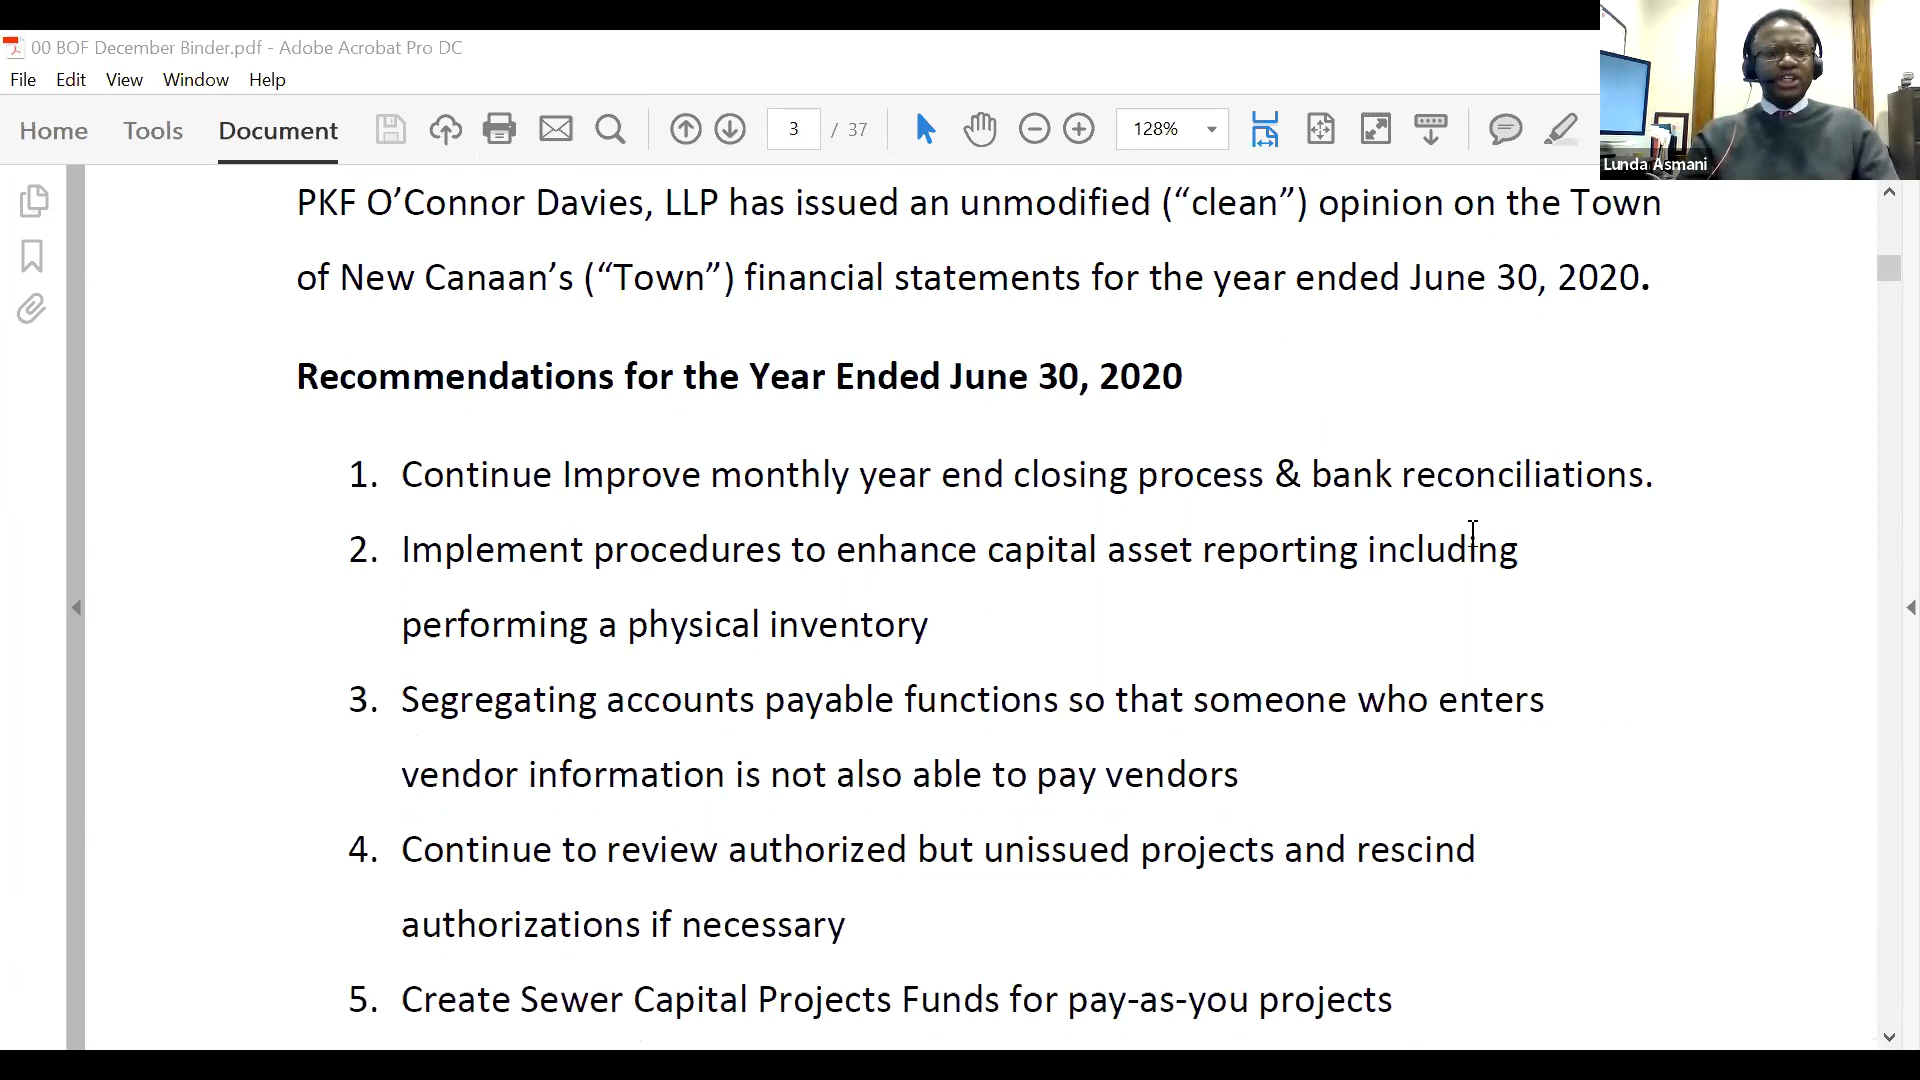 00 BOF December Binder.pdf - Adobe Acrobat Pro DC
File Edit View Window Help
Home Tools Document 3 / 37 128%
Lunda Asmani
PKF O’Connor Davies, LLP has issued an unmodified (“clean”) opinion on the Town
of New Canaan’s (“Town”) financial statements for the year ended June 30, 2020.
Recommendations for the Year Ended June 30, 2020
1. Continue Improve monthly year end closing process & bank reconciliations.
2. Implement procedures to enhance capital asset reporting including
performing a physical inventory
3. Segregating accounts payable functions so that someone who enters
vendor information is not also able to pay vendors
4. Continue to review authorized but unissued projects and rescind
authorizations if necessary
5. Create Sewer Capital Projects Funds for pay-as-you projects